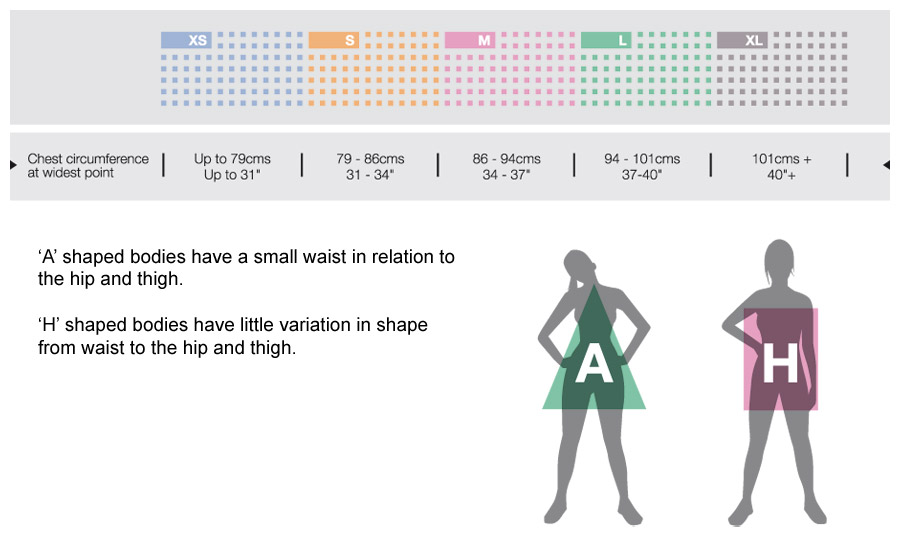 XS S M L XL
Chest circumference
at widest point
Up to 79cms
Up to 31"
79 - 86cms
31 - 34"
86 - 94cms
34 - 37"
94 - 101cms
37-40"
101cms +
40"+
‘A’ shaped bodies have a small waist in relation to
the hip and thigh.
‘H’ shaped bodies have little variation in shape
from waist to the hip and thigh.
A
H